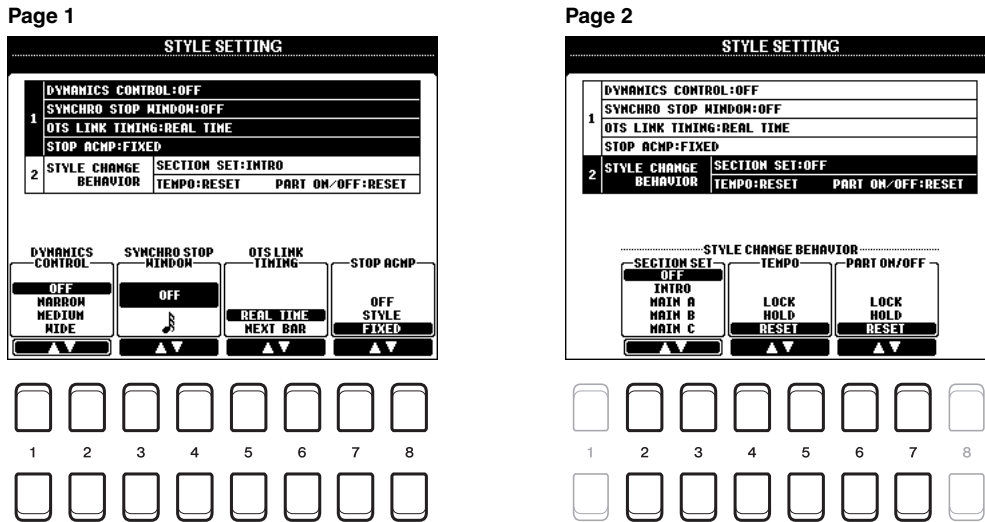 Page 1
STYLE SETTING
1
DYNAMICS CONTROL:OFF
SYNCHRO STOP WINDOW:OFF
OTS LINK TIMING:REAL TIME
STOP ACMP:FIXED
2
STYLE CHANGE BEHAVIOR
SECTION SET:INTRO
TEMPO:RESET PART ON/OFF:RESET
DYNAMICS CONTROL
OFF
NARROW
MEDIUM
WIDE
SYNCHRO STOP WINDOW
OFF
OTS LINK TIMING
REAL TIME
NEXT BAR
STOP ACMP
OFF
STYLE
FIXED
1 2 3 4 5 6 7 8
Page 2
STYLE SETTING
1
DYNAMICS CONTROL:OFF
SYNCHRO STOP WINDOW:OFF
OTS LINK TIMING:REAL TIME
STOP ACMP:FIXED
2
STYLE CHANGE BEHAVIOR
SECTION SET:OFF
TEMPO:RESET PART ON/OFF:RESET
STYLE CHANGE BEHAVIOR
SECTION SET
OFF
INTRO
MAIN A
MAIN B
MAIN C
TEMPO
LOCK
HOLD
RESET
PART ON/OFF
LOCK
HOLD
RESET
1 2 3 4 5 6 7 8